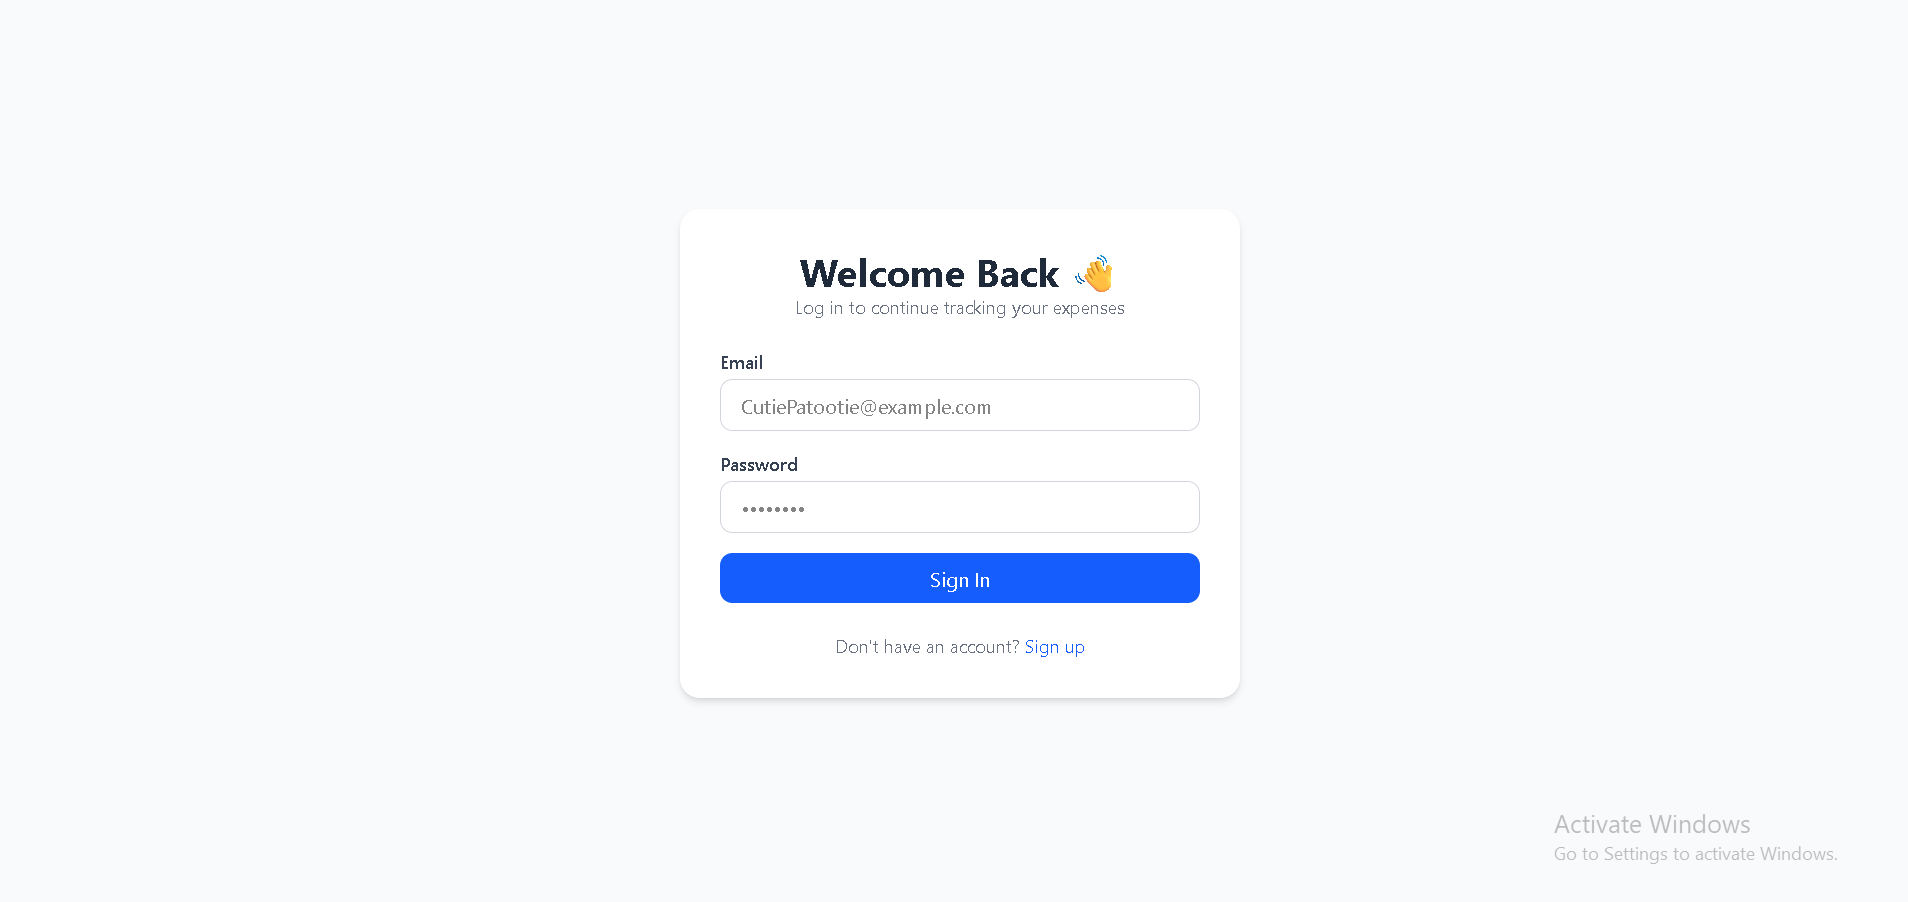 Welcome Back 👋
Log in to continue tracking your expenses
Email
CutiePatootie@example.com
Password
••••••••
Sign In
Don't have an account? Sign up
Activate Windows
Go to Settings to activate Windows.